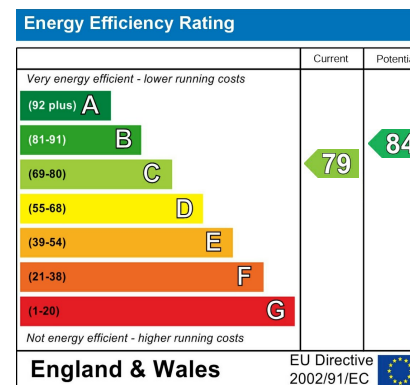 Energy Efficiency Rating
Current Potentia
Very energy efficient - lower running costs
(92 plus) A
(81-91) B
84
(69-80) C
79
(55-68) D
(39-54) E
(21-38) F
(1-20) G
Not energy efficient - higher running costs
England & Wales
EU Directive
2002/91/EC